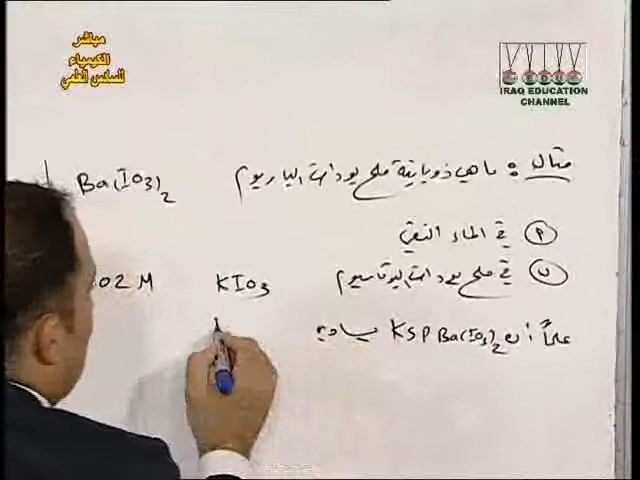 مباشر
الكيمياء
للسادس العلمي
IRAQ EDUCATION
CHANNEL
مثال : ما هي ذوبانية ملح يودات الباريوم Ba(IO3)2
أ في الماء النقي
ب في ملح يودات البوتاسيوم KIO3 02 M
علماً أن KSP Ba(IO3)2 يساوي